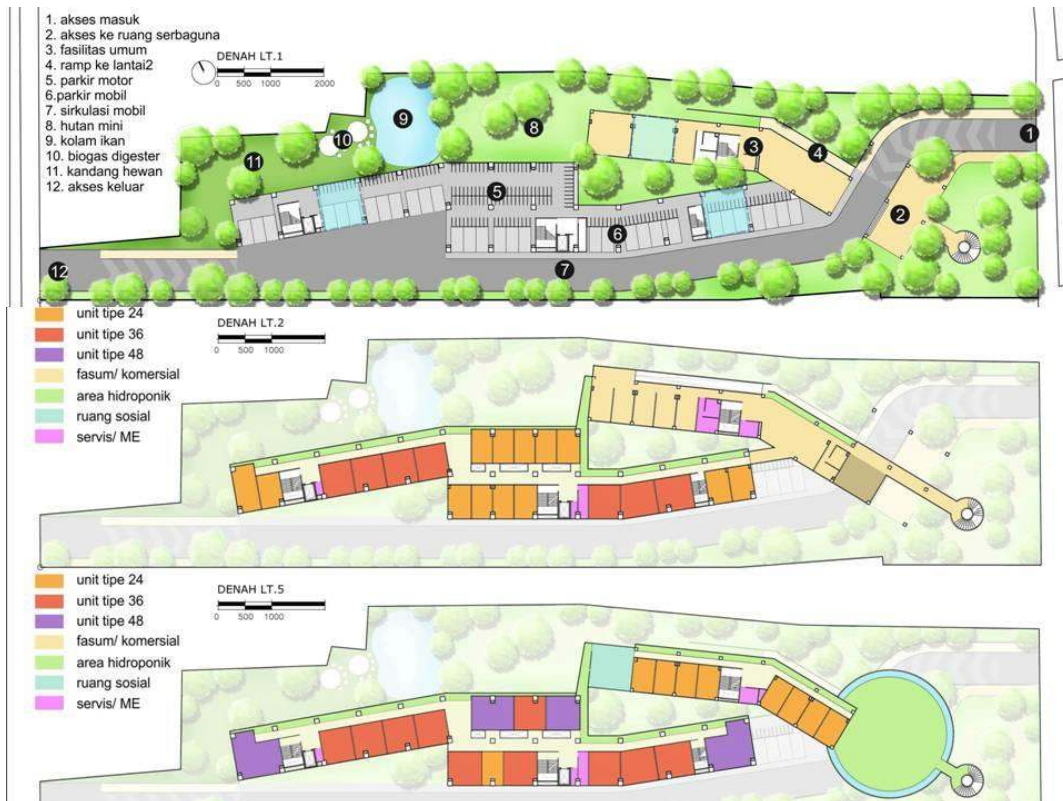 1. akses masuk
2. akses ke ruang serbaguna
3. fasilitas umum
4. ramp ke lantai2
5. parkir motor
6.parkir mobil
7. sirkulasi mobil
8. hutan mini
9. kolam ikan
10. biogas digester
11. kandang hewan
12. akses keluar
DENAH LT.1
0 500 1000 2000
1
2
3
4
5
6
7
8
9
10
11
12
unit tipe 24
unit tipe 36
unit tipe 48
fasum/ komersial
area hidroponik
ruang sosial
servis/ ME
DENAH LT.2
0 500 1000
unit tipe 24
unit tipe 36
unit tipe 48
fasum/ komersial
area hidroponik
ruang sosial
servis/ ME
DENAH LT.5
0 500 1000